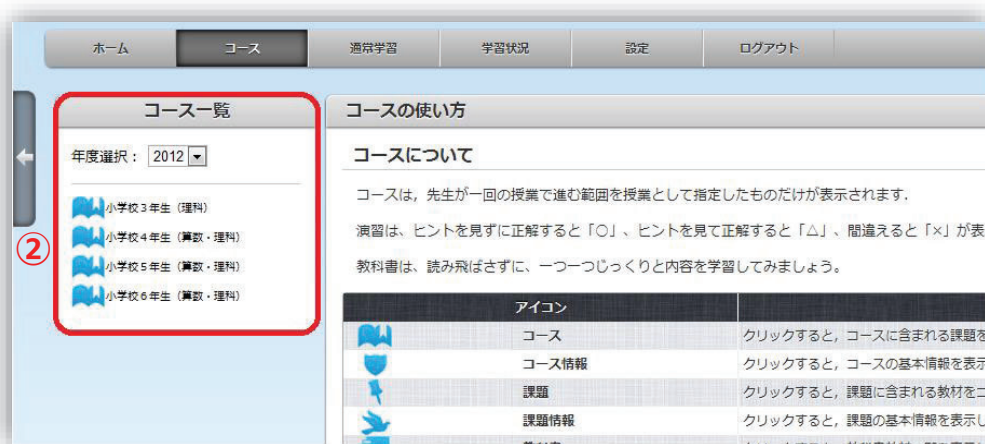 ホーム
コース
通常学習
学習状況
設定
ログアウト
コース一覧
年度選択： 2012
小学校３年生（理科）
小学校４年生（算数・理科）
小学校５年生（算数・理科）
小学校６年生（算数・理科）
②
コースの使い方
コースについて
コースは，先生が一回の授業で進む範囲を授業として指定したものだけが表示されます．
演習は、ヒントを見ずに正解すると「○」、ヒントを見て正解すると「△」、間違えると「×」が表
教科書は、読み飛ばさずに、一つ一つじっくりと内容を学習してみましょう。
アイコン
コース クリックすると，コースに含まれる課題を
コース情報 クリックすると，コースの基本情報を表示
課題 クリックすると，課題に含まれる教材をコ
課題情報 クリックすると，課題の基本情報を表示し